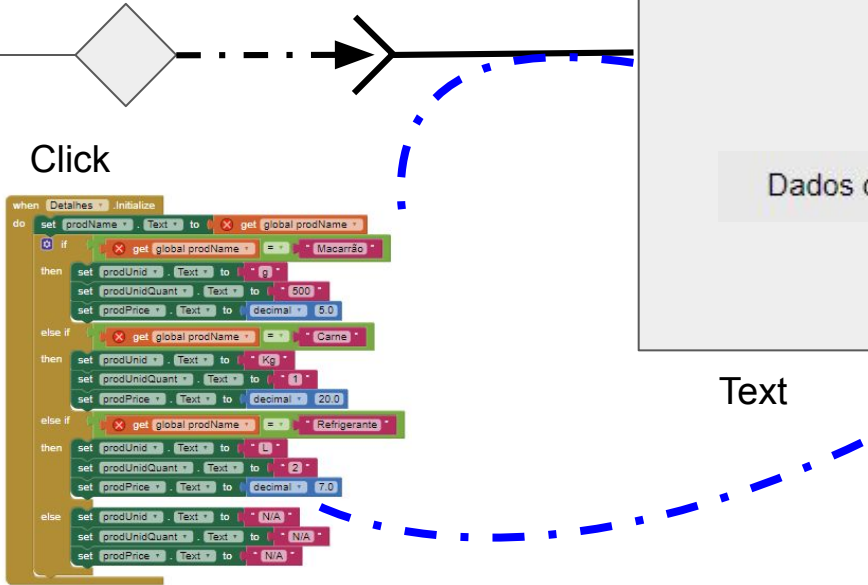 Click
when Detalhes .Initialize
do set prodName . Text to get global prodName
if get global prodName = " Macarrão "
then set prodUnid . Text to " g "
set prodUnidQuant . Text to " 500 "
set prodPrice . Text to decimal 5.0
else if get global prodName = " Carne "
then set prodUnid . Text to " Kg "
set prodUnidQuant . Text to " 1 "
set prodPrice . Text to decimal 20.0
else if get global prodName = " Refrigerante "
then set prodUnid . Text to " L "
set prodUnidQuant . Text to " 2 "
set prodPrice . Text to decimal 7.0
else set prodUnid . Text to " N/A "
set prodUnidQuant . Text to " N/A "
set prodPrice . Text to " N/A "
Dados
Text